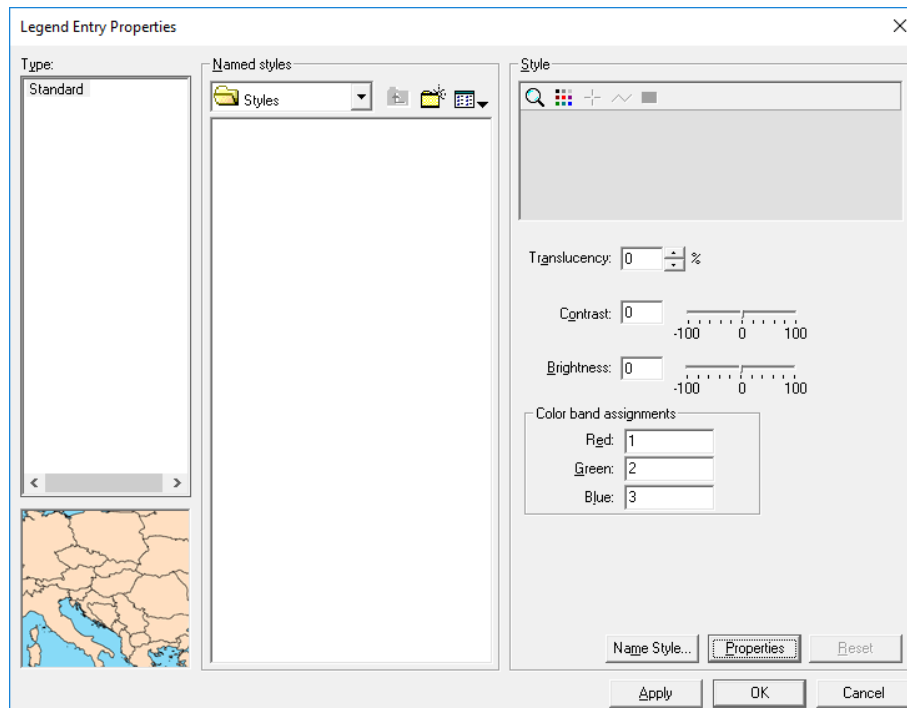 Legend Entry Properties
Type:
Standard
Named styles
Styles
Style
Translucency: 0 %
Contrast: 0
-100 0 100
Brightness: 0
-100 0 100
Color band assignments
Red: 1
Green: 2
Blue: 3
Name Style... Properties Reset
Apply OK Cancel